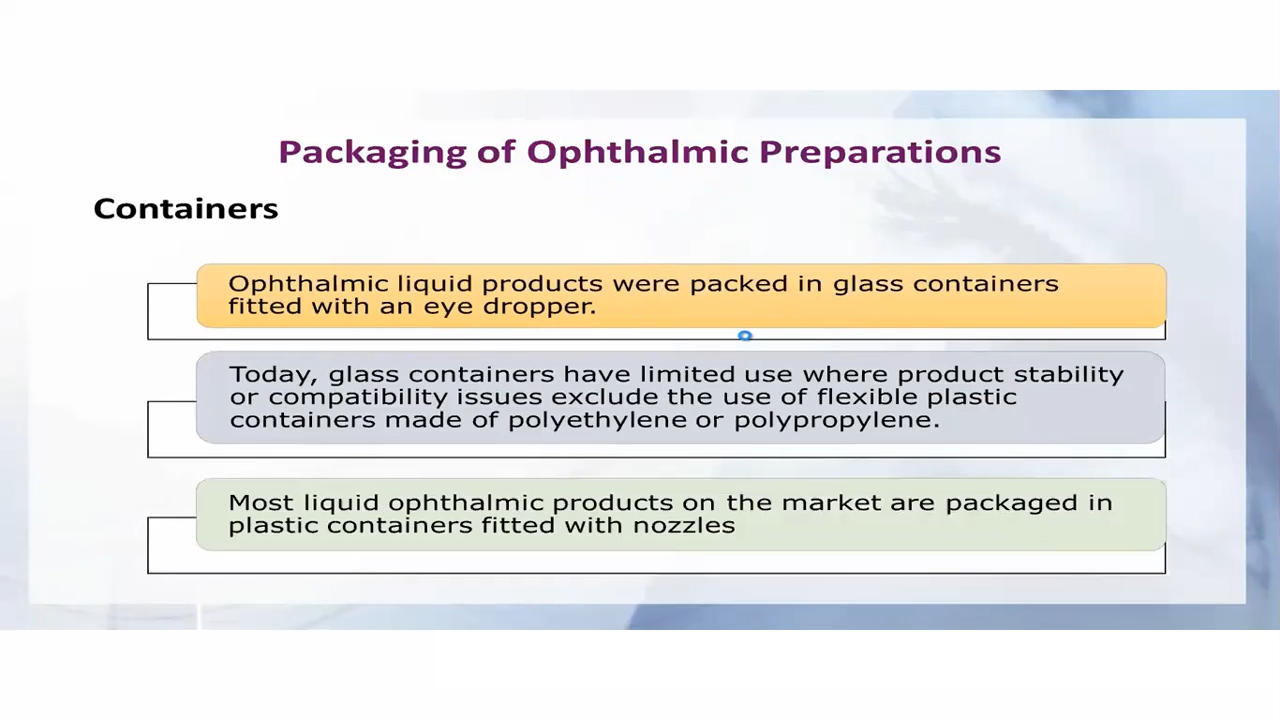 Packaging of Ophthalmic Preparations
Containers
Ophthalmic liquid products were packed in glass containers
fitted with an eye dropper.
Today, glass containers have limited use where product stability
or compatibility issues exclude the use of flexible plastic
containers made of polyethylene or polypropylene.
Most liquid ophthalmic products on the market are packaged in
plastic containers fitted with nozzles